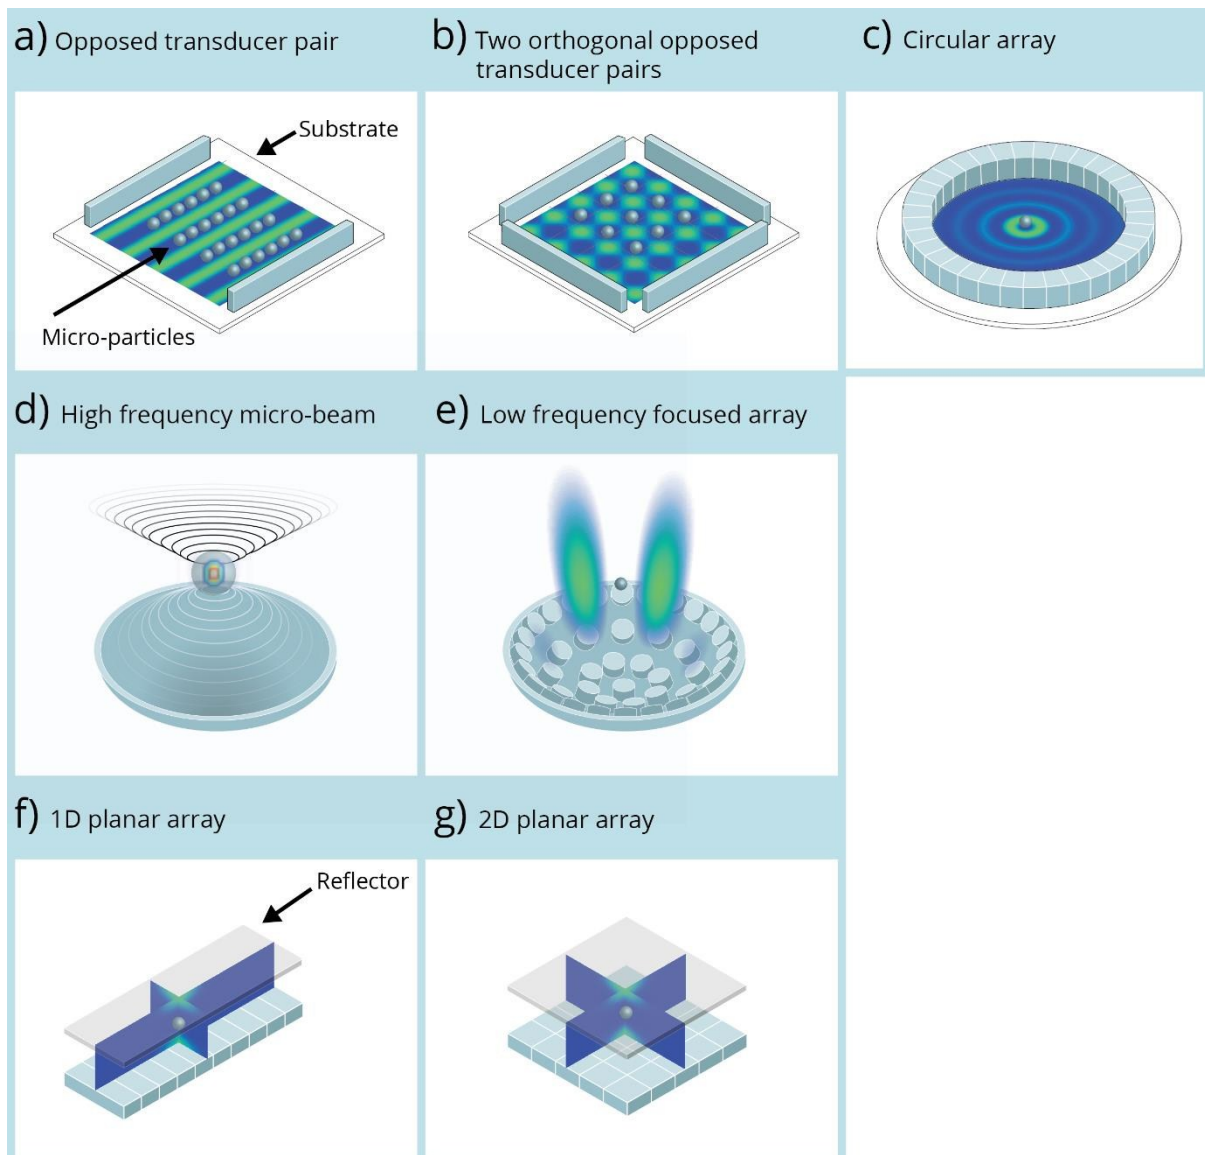 a) Opposed transducer pair
b) Two orthogonal opposed
transducer pairs
c) Circular array
Substrate
Micro-particles
d) High frequency micro-beam
e) Low frequency focused array
f) 1D planar array
g) 2D planar array
Reflector